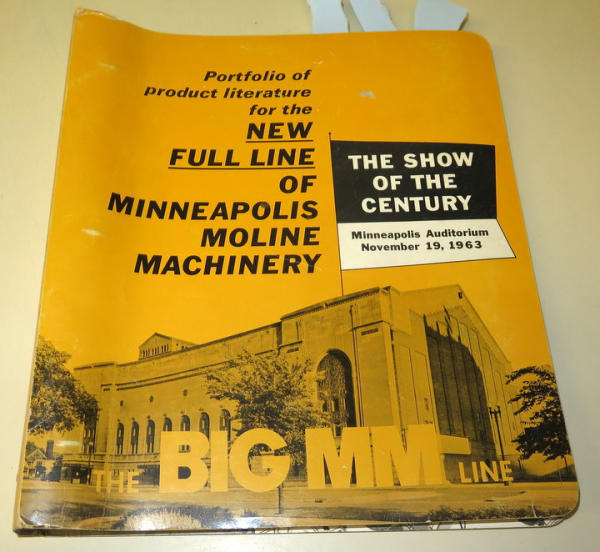 Portfolio of
product literature
for the
NEW
FULL LINE
OF
MINNEAPOLIS
MOLINE
MACHINERY
THE SHOW
OF THE
CENTURY
Minneapolis Auditorium
November 19, 1963
THE BIG MM LINE